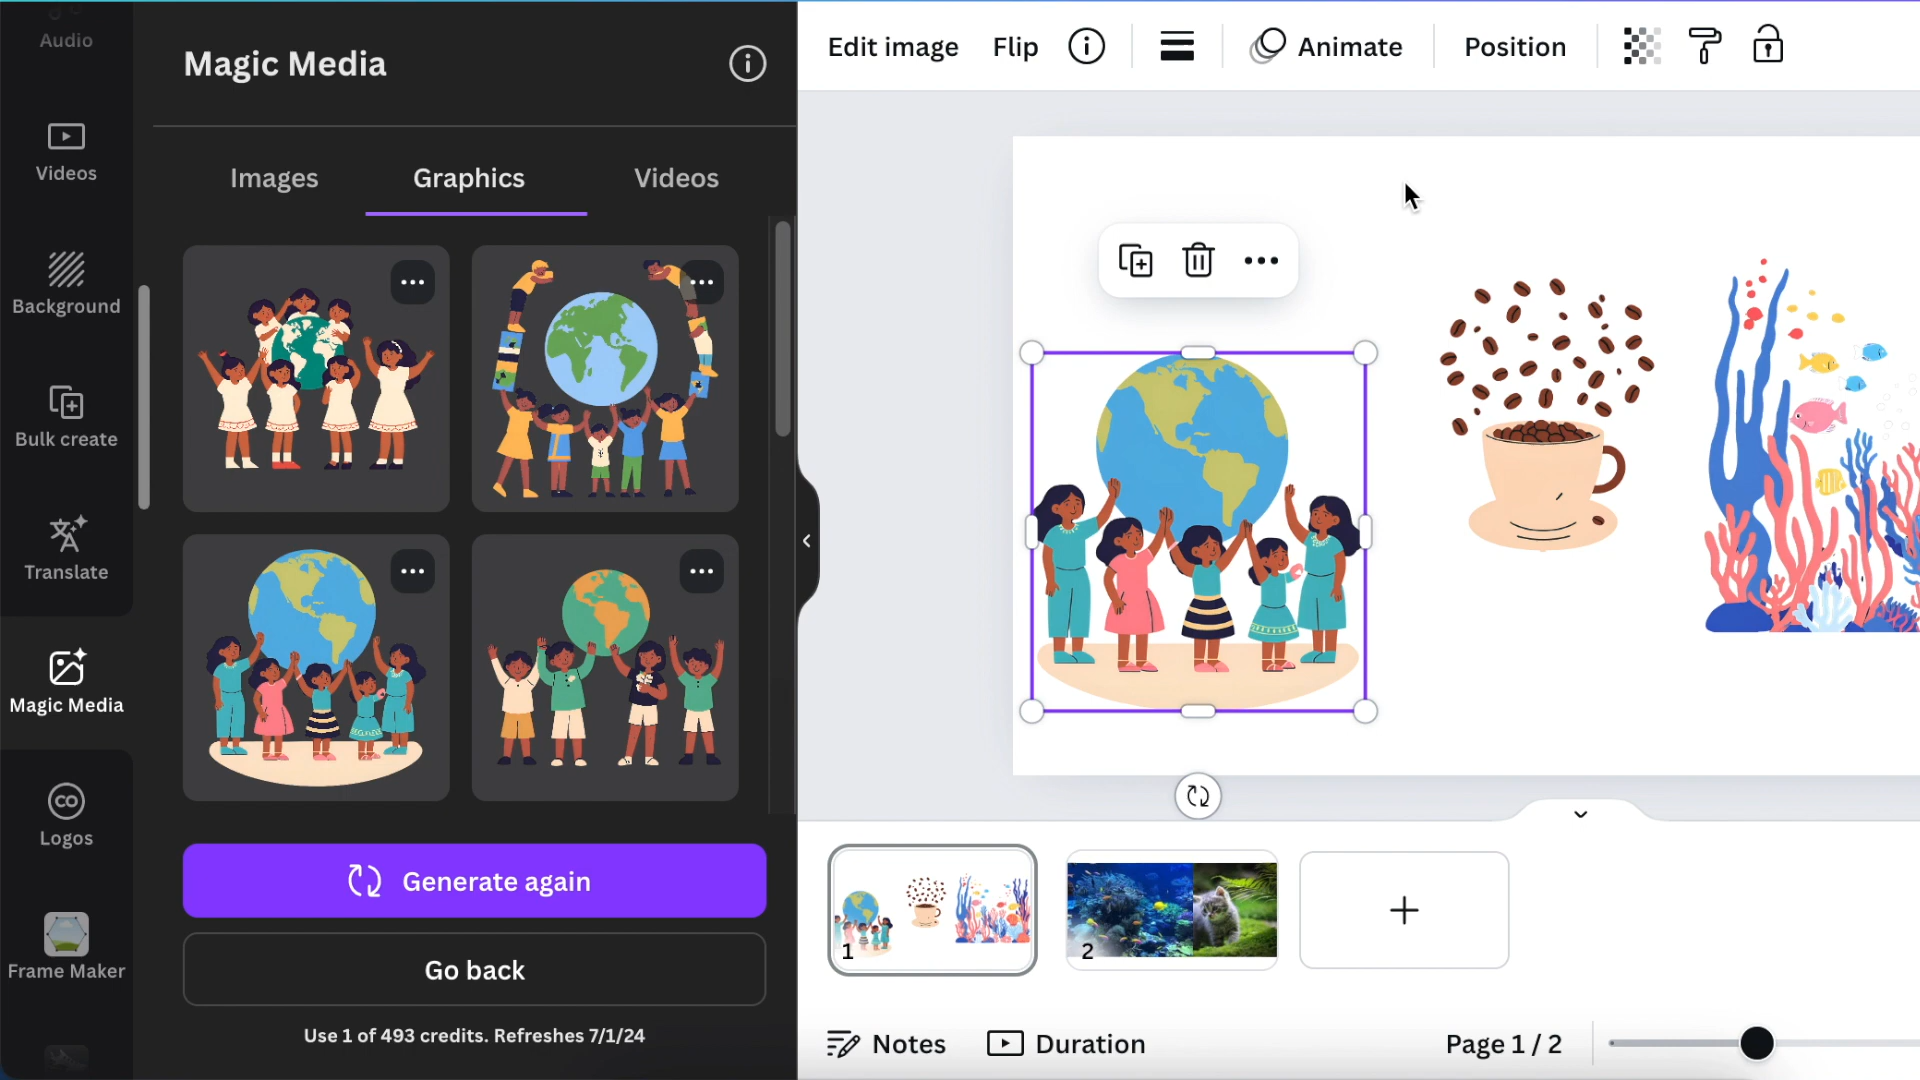 Audio
Videos
Background
Bulk create
Translate
Magic Media
Logos
Frame Maker
Magic Media
Images Graphics Videos
Generate again
Go back
Use 1 of 493 credits. Refreshes 7/1/24
Edit image Flip Animate Position
1
2
Notes Duration Page 1 / 2